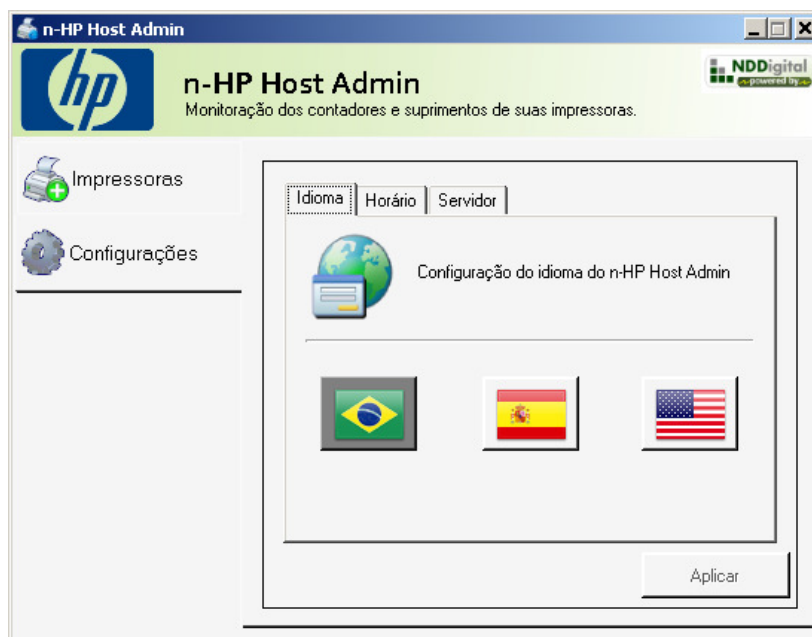 n-HP Host Admin
hp
n-HP Host Admin
Monitoração dos contadores e suprimentos de suas impressoras.
NDDigital
powered by
Impressoras
Configurações
Idioma
Horário
Servidor
Configuração do idioma do n-HP Host Admin
Aplicar